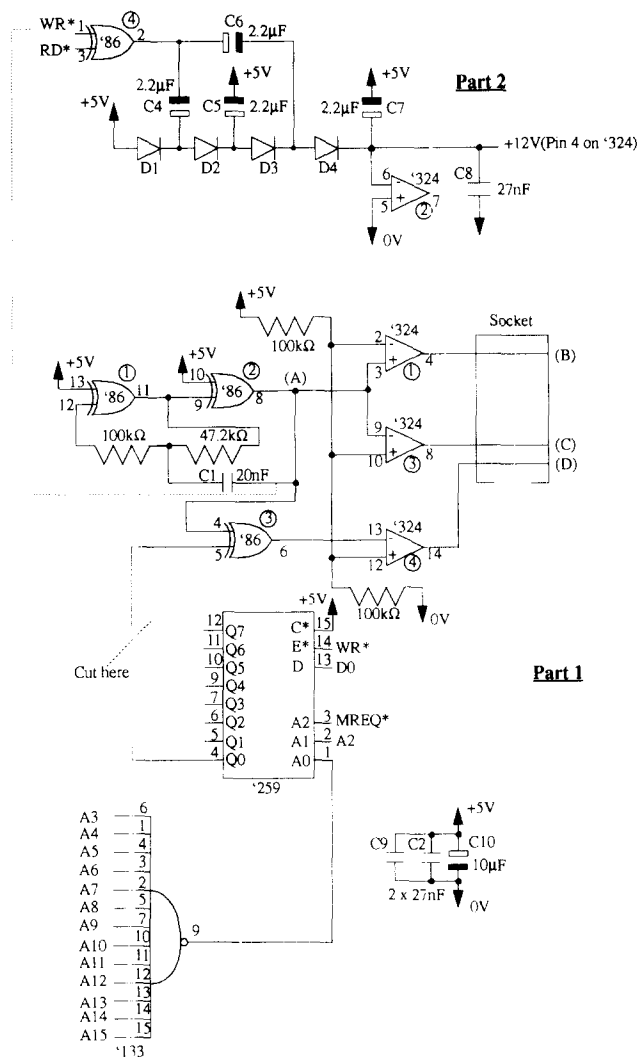 WR* 1 ④ 2 C6
'86 2.2µF
RD* 3
+5V
2.2µF
+5V C4 C5 2.2µF
+5V
2.2µF C7
Part 2
+12V(Pin 4 on '324)
D1 D2 D3 D4
6 - '324
5 + 7
②
C8
27nF
0V
+5V
100kΩ
Socket
2 - '324
3 + 4 (B)
①
+5V ① +5V ② (A)
13 '86 11 10 '86 8
12 9
100kΩ 47.2kΩ
C1 20nF
9 - '324
10 + 8 (C)
③
(D)
③
4 '86 6
5
13 - '324
12 + 14
④
100kΩ 0V
+5V
Cut here
12 Q7 C* 15
11 Q6 E* 14 WR*
10 Q5 D 13 D0
9 Q4
7 Q3
6 Q2 A2 3 MREQ*
5 Q1 A1 2 A2
4 Q0 A0 1
'259
Part 1
A3 6
A4 1
A5 4
A6 3
A7 2
A8 5
A9 7
A10 10
A11 11
A12 12
A13 13
A14 14
A15 15
9
'133
+5V
C9 C2 C10
10µF
2 x 27nF
0V